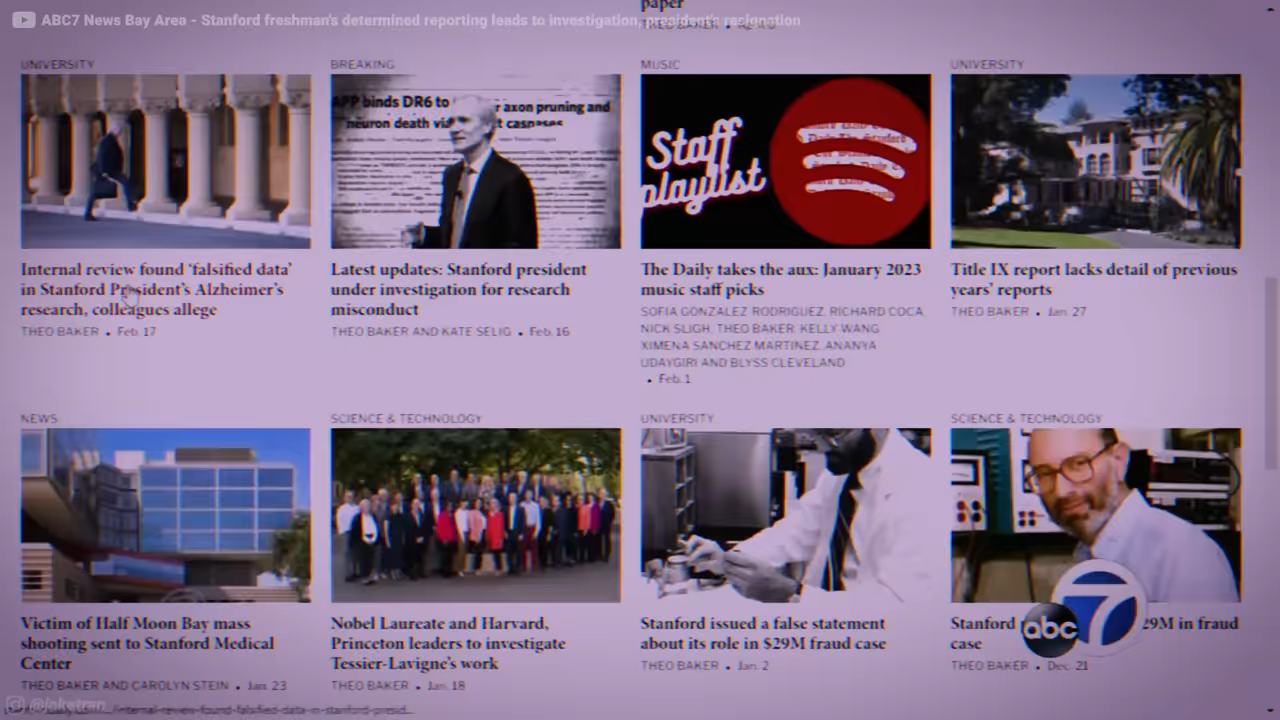 paper
ABC7 News Bay Area - Stanford freshman's determined reporting leads to investigation, president's resignation
THEO BAKER
UNIVERSITY
Internal review found 'falsified data'
in Stanford President's Alzheimer's
research, colleagues allege
THEO BAKER • Feb. 17
BREAKING
APP binds DR6 to
r axon pruning and
neuron death via
t caspases
Latest updates: Stanford president
under investigation for research
misconduct
THEO BAKER AND KATE SELIG • Feb. 16
MUSIC
Staff
playlist
The Daily takes the aux: January 2023
music staff picks
SOFIA GONZALEZ RODRIGUEZ, RICHARD COCA,
NICK SLIGH, THEO BAKER, KELLY WANG,
XIMENA SANCHEZ MARTINEZ, ANANYA
UDAYGIRI AND BLYSS CLEVELAND
• Feb. 1
UNIVERSITY
Title IX report lacks detail of previous
years' reports
THEO BAKER • Jan. 27
NEWS
Victim of Half Moon Bay mass
shooting sent to Stanford Medical
Center
THEO BAKER AND CAROLYN STEIN • Jan. 23
SCIENCE & TECHNOLOGY
Nobel Laureate and Harvard,
Princeton leaders to investigate
Tessier-Lavigne's work
THEO BAKER • Jan. 18
UNIVERSITY
Stanford issued a false statement
about its role in $29M fraud case
THEO BAKER • Jan. 2
SCIENCE & TECHNOLOGY
Stanford
29M in fraud
case
THEO BAKER • Dec. 21
abc 7
@jaketran